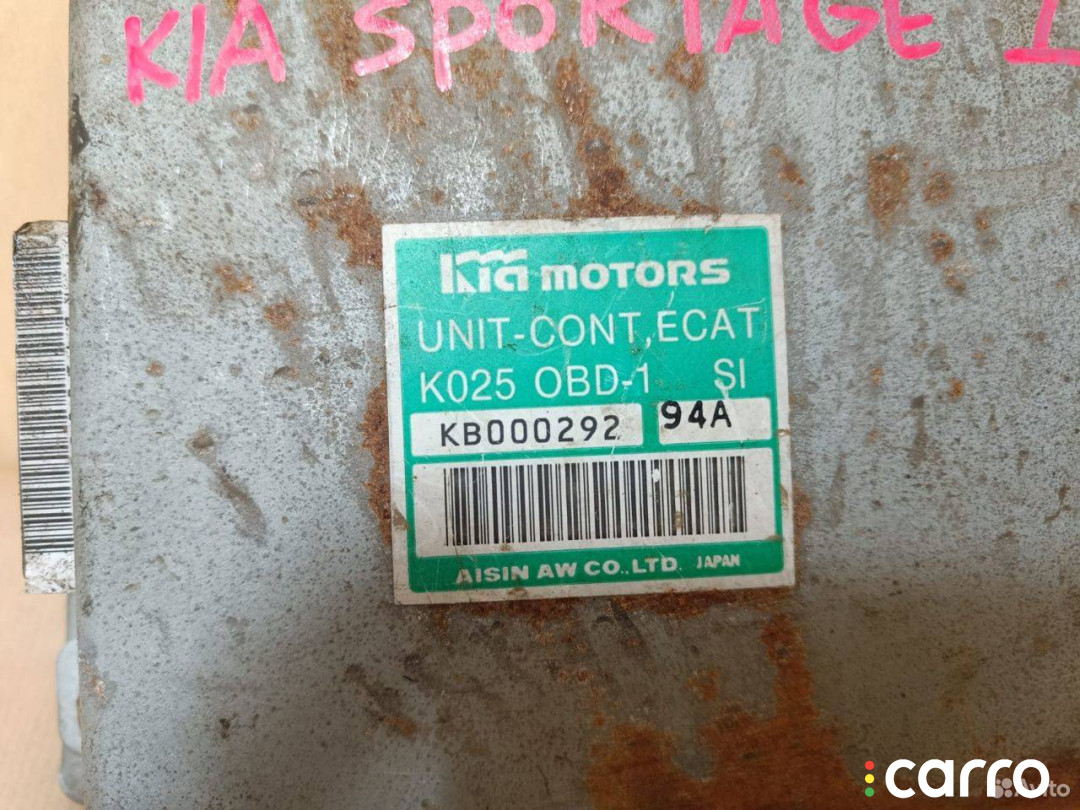 KIA SPORTAGE I
Kia MOTORS
UNIT-CONT, ECAT
K025 OBD-1 SI
KB000292 94A
AISIN AW CO.,LTD. JAPAN
carro
Avito